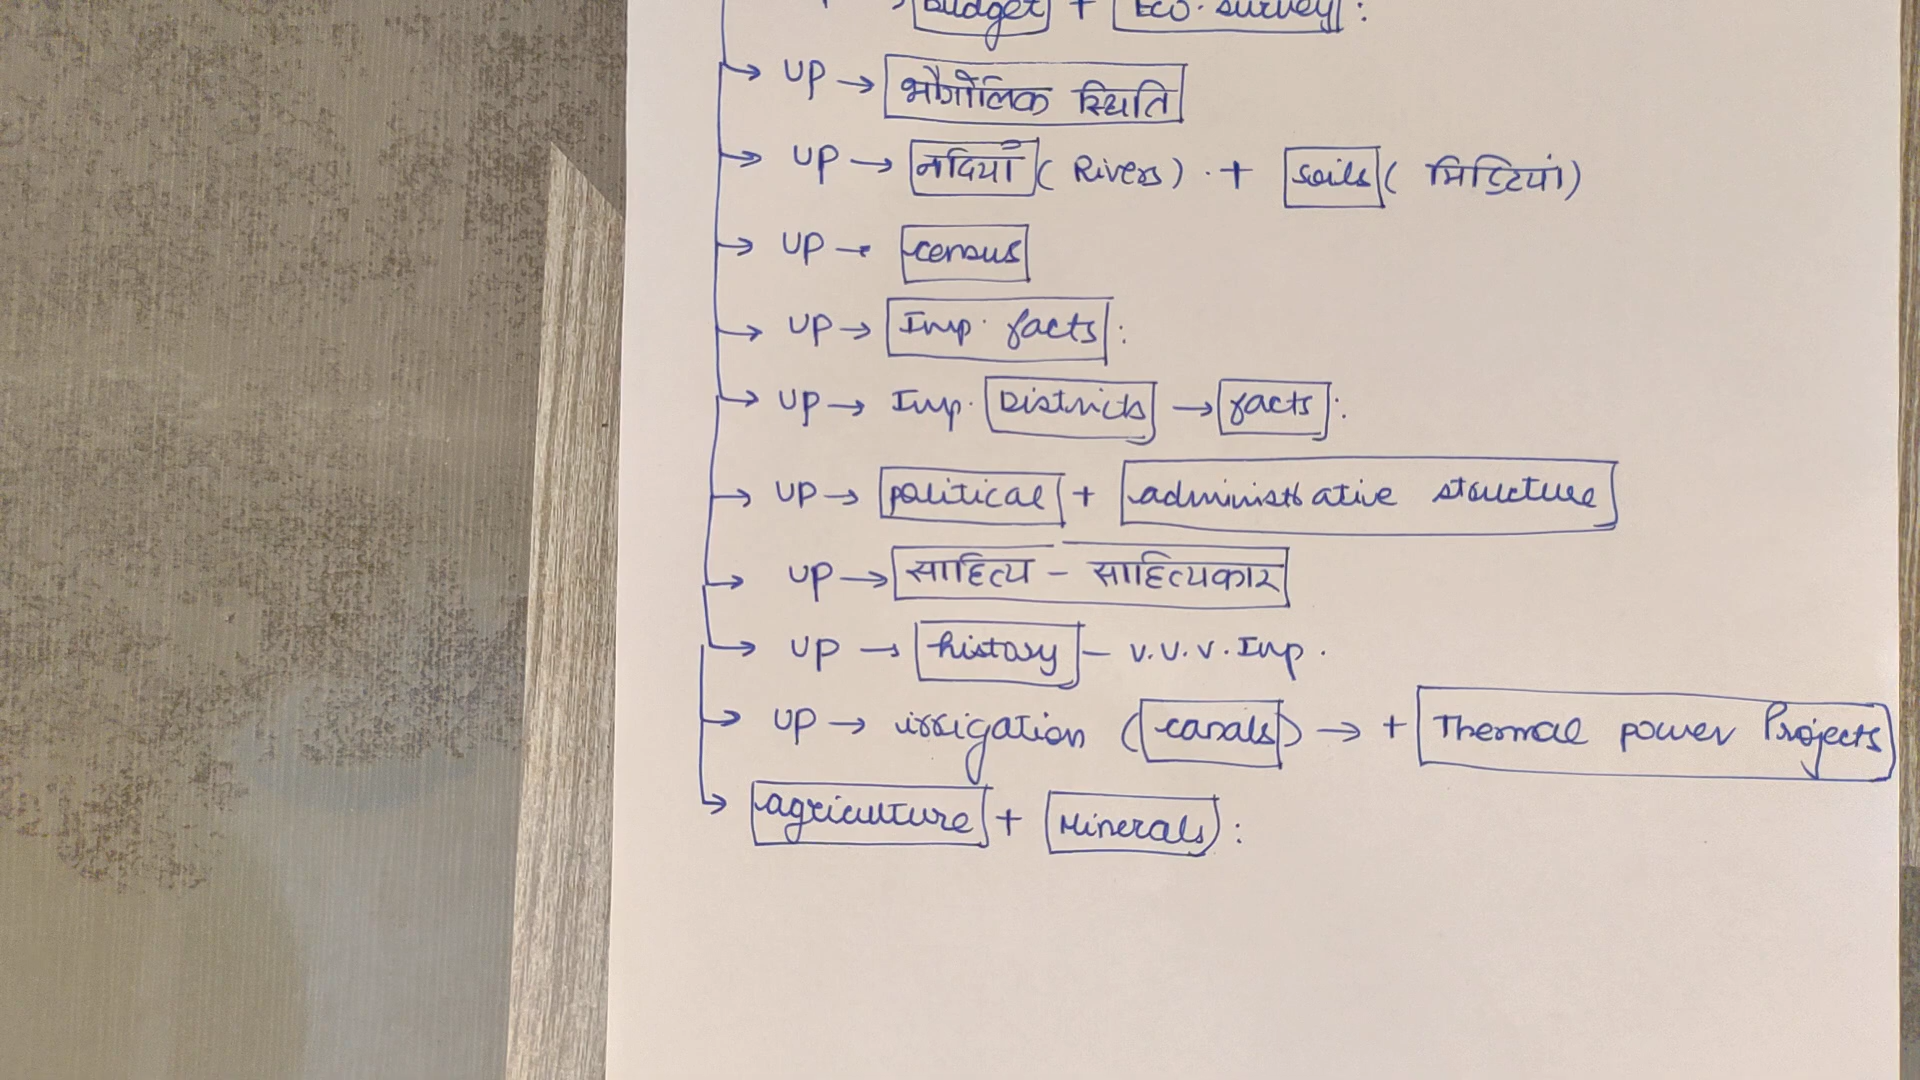 Budget + Eco. survey :
UP → भौगोलिक स्थिति
UP → नदियाँ ( Rivers ) . + Soils ( मिट्टियां )
UP → census
UP → Imp. facts :
UP → Imp. Districts → facts :
UP → political + administrative structure
UP → साहित्य - साहित्यकार
UP → history - V.V.V. Imp .
UP → irrigation ( canals ) → + Thermal power Projects
agriculture + Minerals :